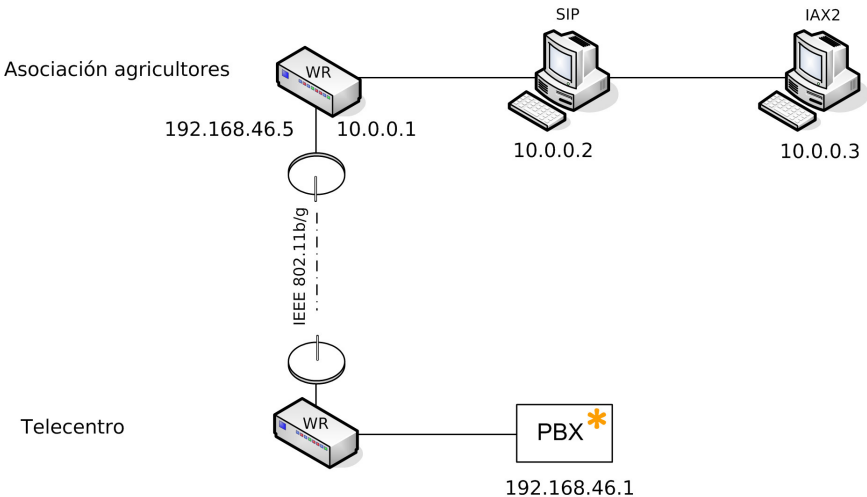 SIP
IAX2
Asociación agricultores
WR
192.168.46.5
10.0.0.1
10.0.0.2
10.0.0.3
IEEE 802.11b/g
Telecentro
WR
PBX
192.168.46.1